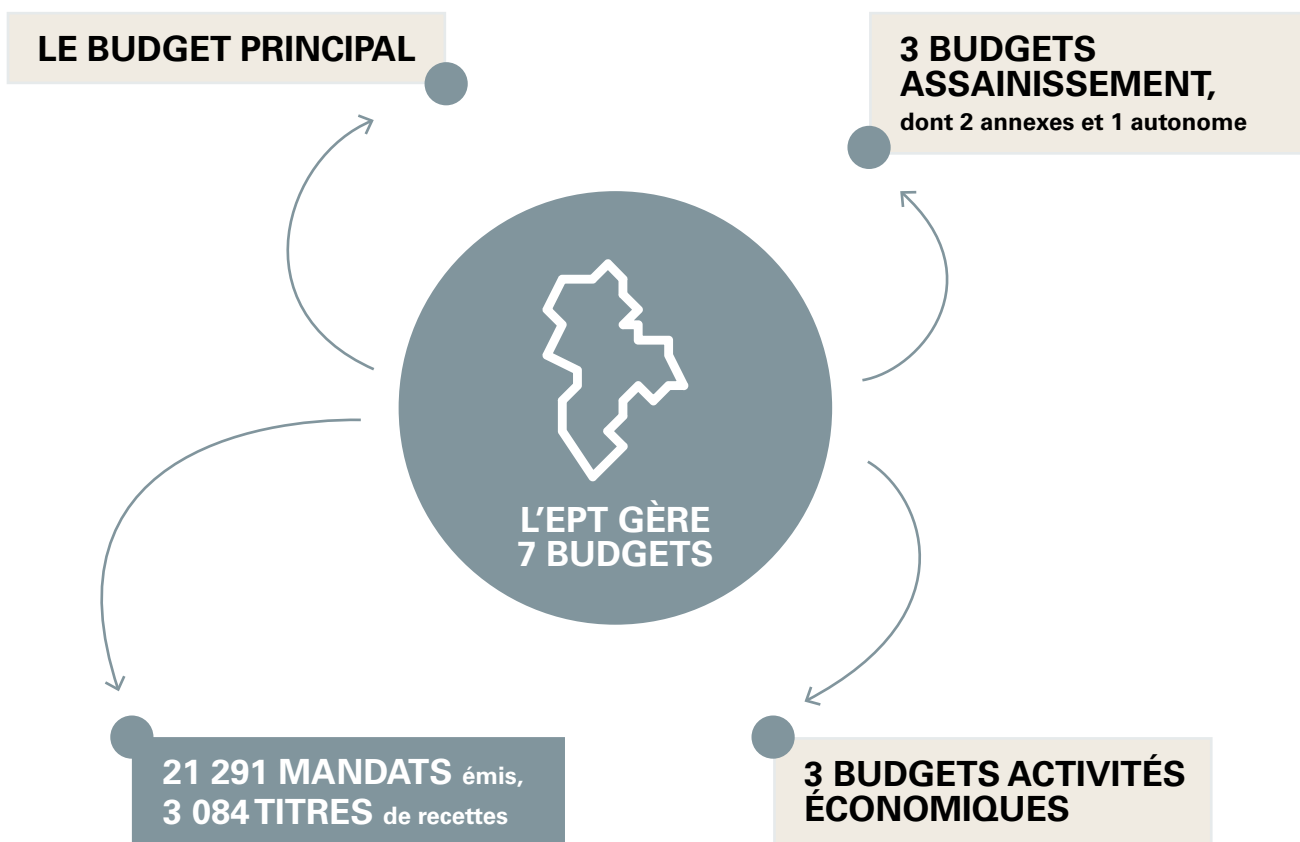 LE BUDGET PRINCIPAL
3 BUDGETS
ASSAINISSEMENT,
dont 2 annexes et 1 autonome
L’EPT GÈRE
7 BUDGETS
21 291 MANDATS émis,
3 084 TITRES de recettes
3 BUDGETS ACTIVITÉS
ÉCONOMIQUES